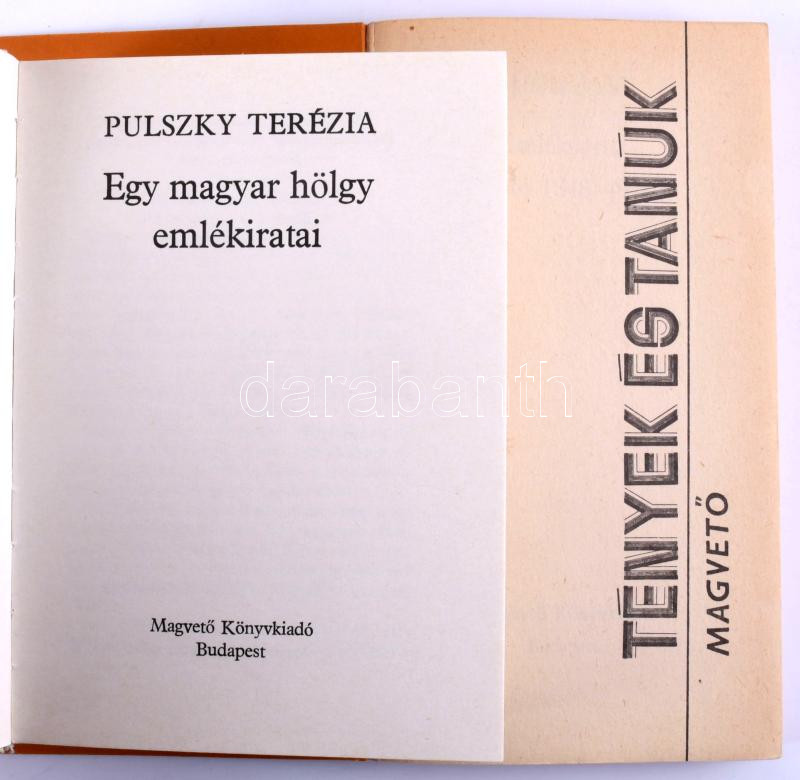 PULSZKY TERÉZIA
Egy magyar hölgy
emlékiratai
Magvető Könyvkiadó
Budapest
TÉNYEK ÉS TANÚK
MAGVETŐ
darabanth